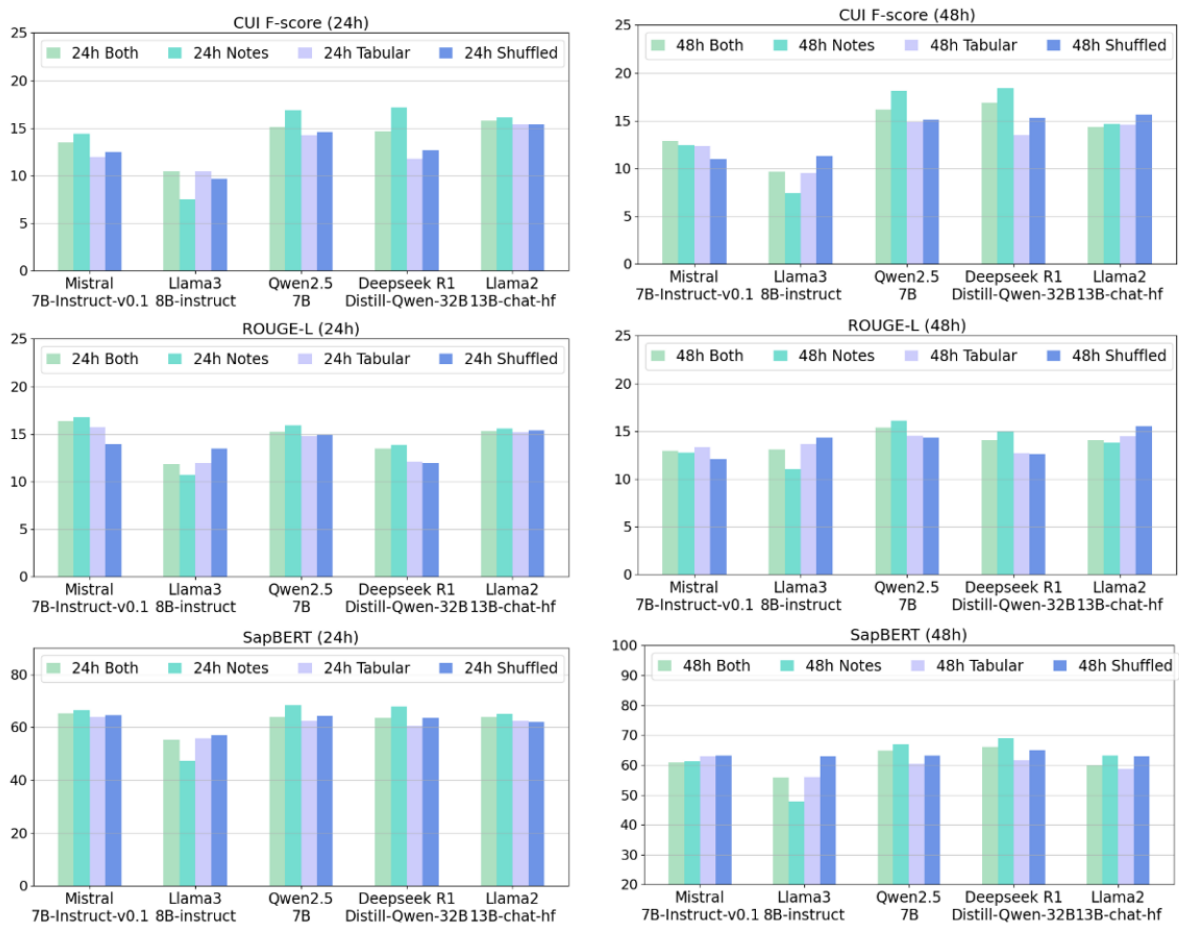 CUI F-score (24h)
24h Both 24h Notes 24h Tabular 24h Shuffled
25
20
15
10
5
0
Mistral Llama3 Qwen2.5 Deepseek R1 Llama2
7B-Instruct-v0.1 8B-instruct 7B Distill-Qwen-32B 13B-chat-hf
CUI F-score (48h)
48h Both 48h Notes 48h Tabular 48h Shuffled
25
20
15
10
5
0
Mistral Llama3 Qwen2.5 Deepseek R1 Llama2
7B-Instruct-v0.1 8B-instruct 7B Distill-Qwen-32B 13B-chat-hf
ROUGE-L (24h)
24h Both 24h Notes 24h Tabular 24h Shuffled
25
20
15
10
5
0
Mistral Llama3 Qwen2.5 Deepseek R1 Llama2
7B-Instruct-v0.1 8B-instruct 7B Distill-Qwen-32B 13B-chat-hf
ROUGE-L (48h)
48h Both 48h Notes 48h Tabular 48h Shuffled
25
20
15
10
5
0
Mistral Llama3 Qwen2.5 Deepseek R1 Llama2
7B-Instruct-v0.1 8B-instruct 7B Distill-Qwen-32B 13B-chat-hf
SapBERT (24h)
24h Both 24h Notes 24h Tabular 24h Shuffled
80
60
40
20
0
Mistral Llama3 Qwen2.5 Deepseek R1 Llama2
7B-Instruct-v0.1 8B-instruct 7B Distill-Qwen-32B 13B-chat-hf
SapBERT (48h)
48h Both 48h Notes 48h Tabular 48h Shuffled
100
90
80
70
60
50
40
30
20
Mistral Llama3 Qwen2.5 Deepseek R1 Llama2
7B-Instruct-v0.1 8B-instruct 7B Distill-Qwen-32B 13B-chat-hf